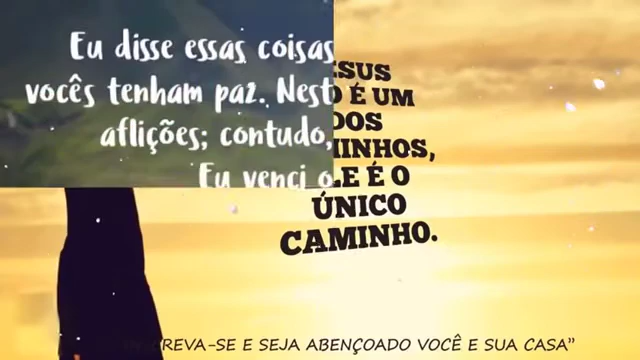 Eu disse essas coisas
vocês tenham paz. Nest
aflições; contudo,
Eu venci o
ESUS
O É UM
DOS
MINHOS,
LE É O
ÚNICO
CAMINHO.
REVA-SE E SEJA ABENÇOADO VOCÊ E SUA CASA”